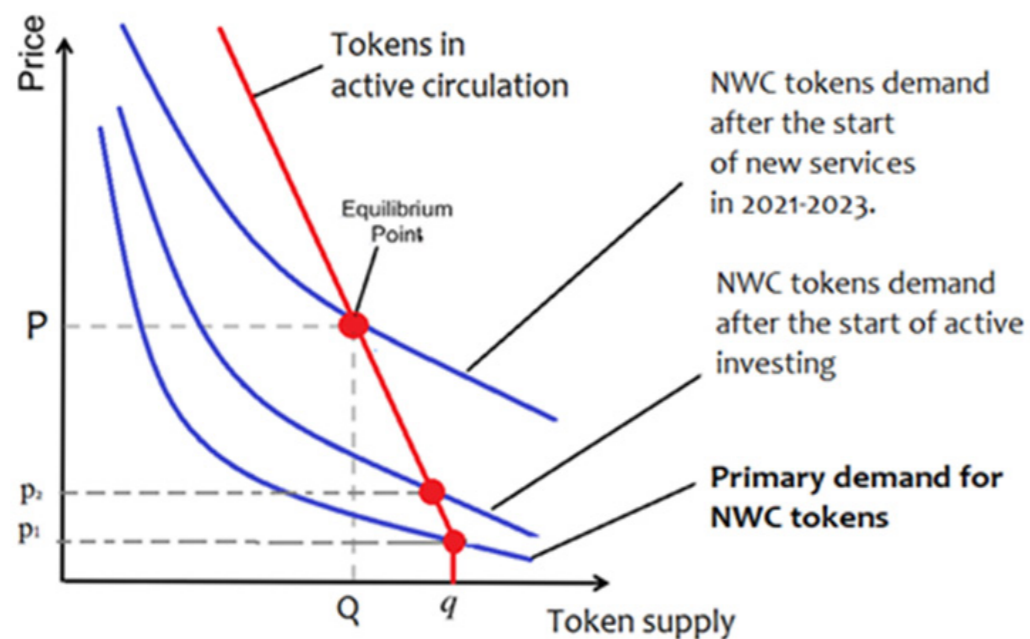 Price
Tokens in
active circulation
NWC tokens demand
after the start
of new services
in 2021-2023.
Equilibrium
Point
NWC tokens demand
after the start of active
investing
P
Primary demand for
NWC tokens
p₂
p₁
Q
q
Token supply